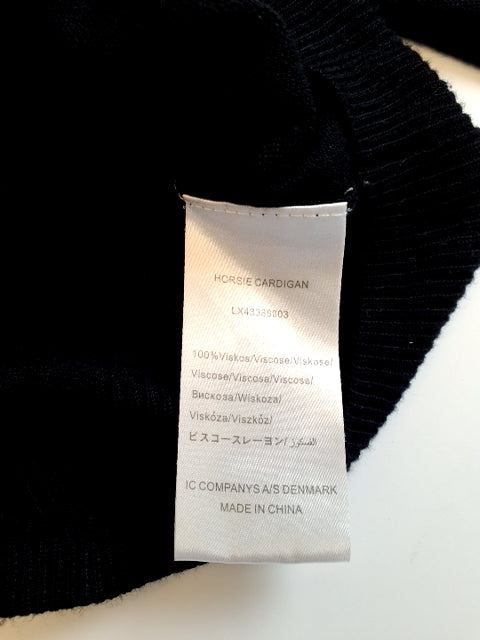 HORSIE CARDIGAN
LX43389003
100%Viskos/Viscose/Viskose/
Viscose/Viscosa/Viscose/
Вискоза/Wiskoza/
Viskóza/Viszkóz/
ビスコースレーヨン/الفسكوز
IC COMPANYS A/S DENMARK
MADE IN CHINA